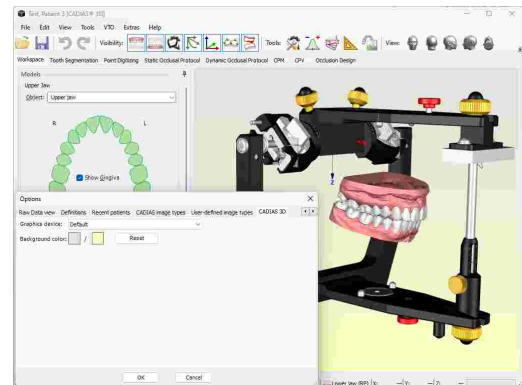 Test, Patient 3 [CADIAS® 3D]
File Edit View Tools VTO Extras Help
Visibility: Tools: View:
Workspace Tooth Segmentation Point Digitizing Static Occlusal Protocol Dynamic Occlusal Protocol CPM CPV Occlusion Design
Models
Upper Jaw
Object: Upper Jaw
R L
Show Gingiva
Z
Options
Raw Data view Definitions Recent patients CADIAS image types User-defined image types CADIAS 3D
Graphics device: Default
Background color: / Reset
OK Cancel
Lower Jaw (RP) X: --- Y: --- Z: ---